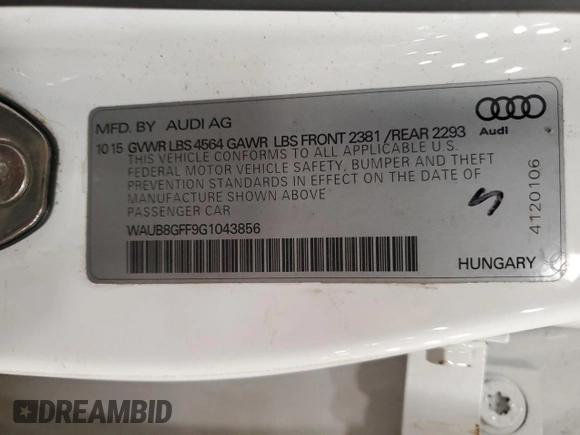 MFD. BY AUDI AG
10 15 GVWR LBS 4564 GAWR LBS FRONT 2381 /REAR 2293
THIS VEHICLE CONFORMS TO ALL APPLICABLE U.S.
FEDERAL MOTOR VEHICLE SAFETY, BUMPER AND THEFT
PREVENTION STANDARDS IN EFFECT ON THE DATE OF
MANUFACTURE SHOWN ABOVE
PASSENGER CAR
WAUB8GFF9G1043856
Audi
4120106
HUNGARY
DREAMBID